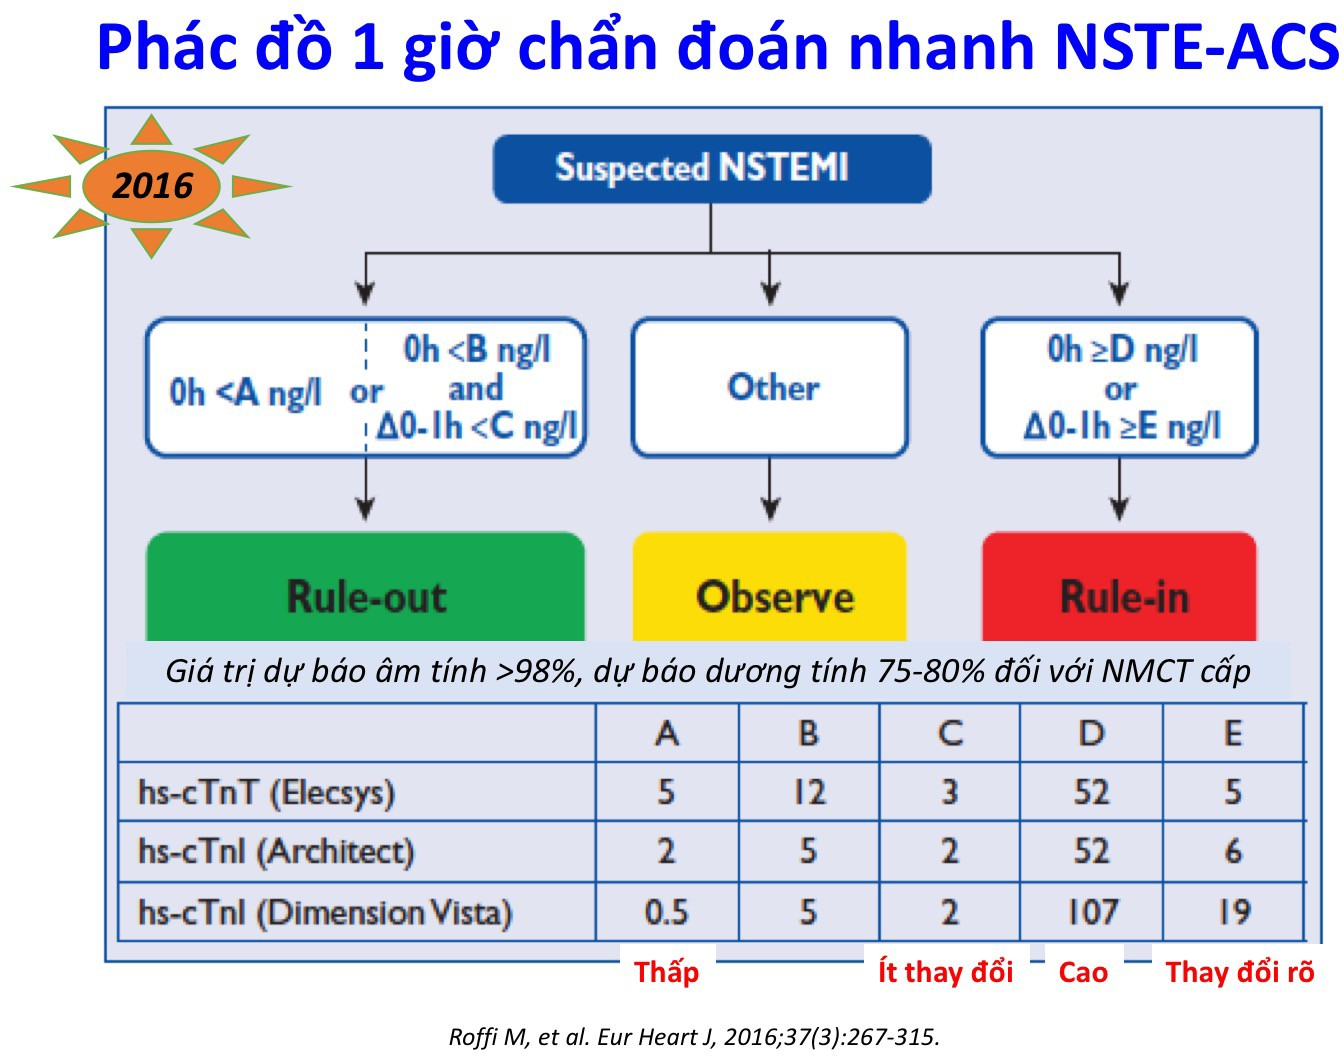 Phác đồ 1 giờ chẩn đoán nhanh NSTE-ACS
2016
Suspected NSTEMI
0h <A ng/l or 0h <B ng/l and Δ0-1h <C ng/l
Other
0h ≥D ng/l
or
Δ0-1h ≥E ng/l
Rule-out
Observe
Rule-in
Giá trị dự báo âm tính >98%, dự báo dương tính 75-80% đối với NMCT cấp
A B C D E
hs-cTnT (Elecsys) 5 12 3 52 5
hs-cTnI (Architect) 2 5 2 52 6
hs-cTnI (Dimension Vista) 0.5 5 2 107 19
Thấp Ít thay đổi Cao Thay đổi rõ
Roffi M, et al. Eur Heart J, 2016;37(3):267-315.